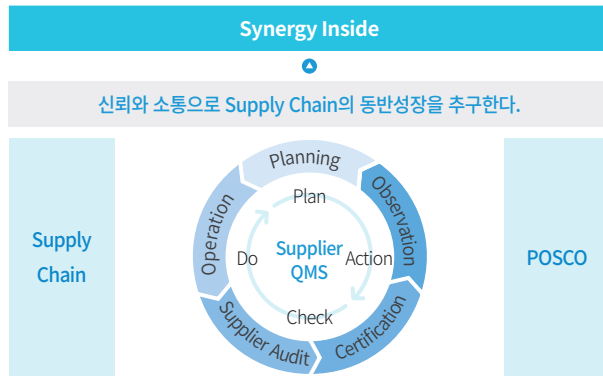 Synergy Inside
신뢰와 소통으로 Supply Chain의 동반성장을 추구한다.
Supply
Chain
Planning
Observation
Certification
Supplier Audit
Operation
Plan
Action
Check
Do
Supplier
QMS
POSCO